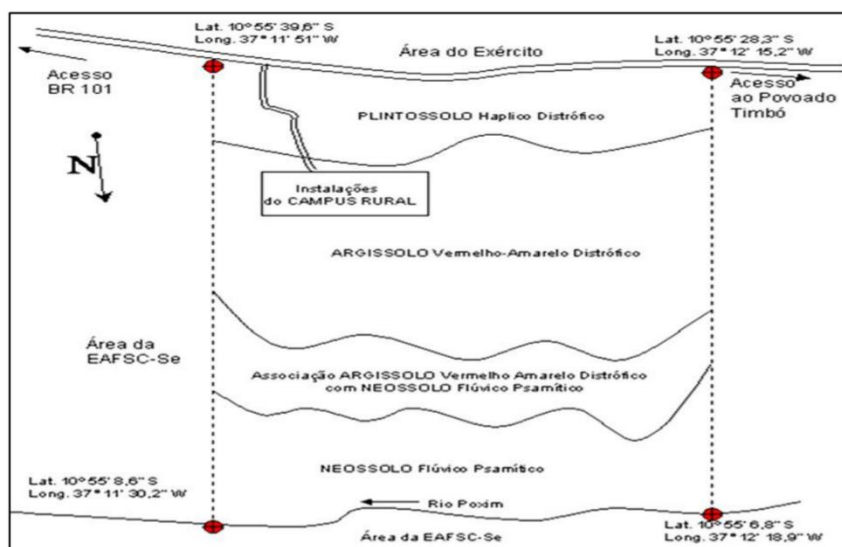 Lat. 10°55' 39,6" S
Long. 37°11' 51" W
Área do Exército
Lat. 10°55' 28,3" S
Long. 37°12' 15,2" W
Acesso
BR 101
Acesso
ao Povoado
Timbó
PLINTOSSOLO Haplico Distrófico
N
Instalações
do CAMPUS RURAL
ARGISSOLO Vermelho-Amarelo Distrófico
Área da
EAFSC-Se
Associação ARGISSOLO Vermelho Amarelo Distrófico
com NEOSSOLO Flúvico Psamítico
NEOSSOLO Flúvico Psamítico
Lat. 10°55' 8,6" S
Long. 37°11' 30,2" W
Rio Poxim
Lat. 10°55' 6,8" S
Long. 37°12' 18,9" W
Área da EAFSC-Se